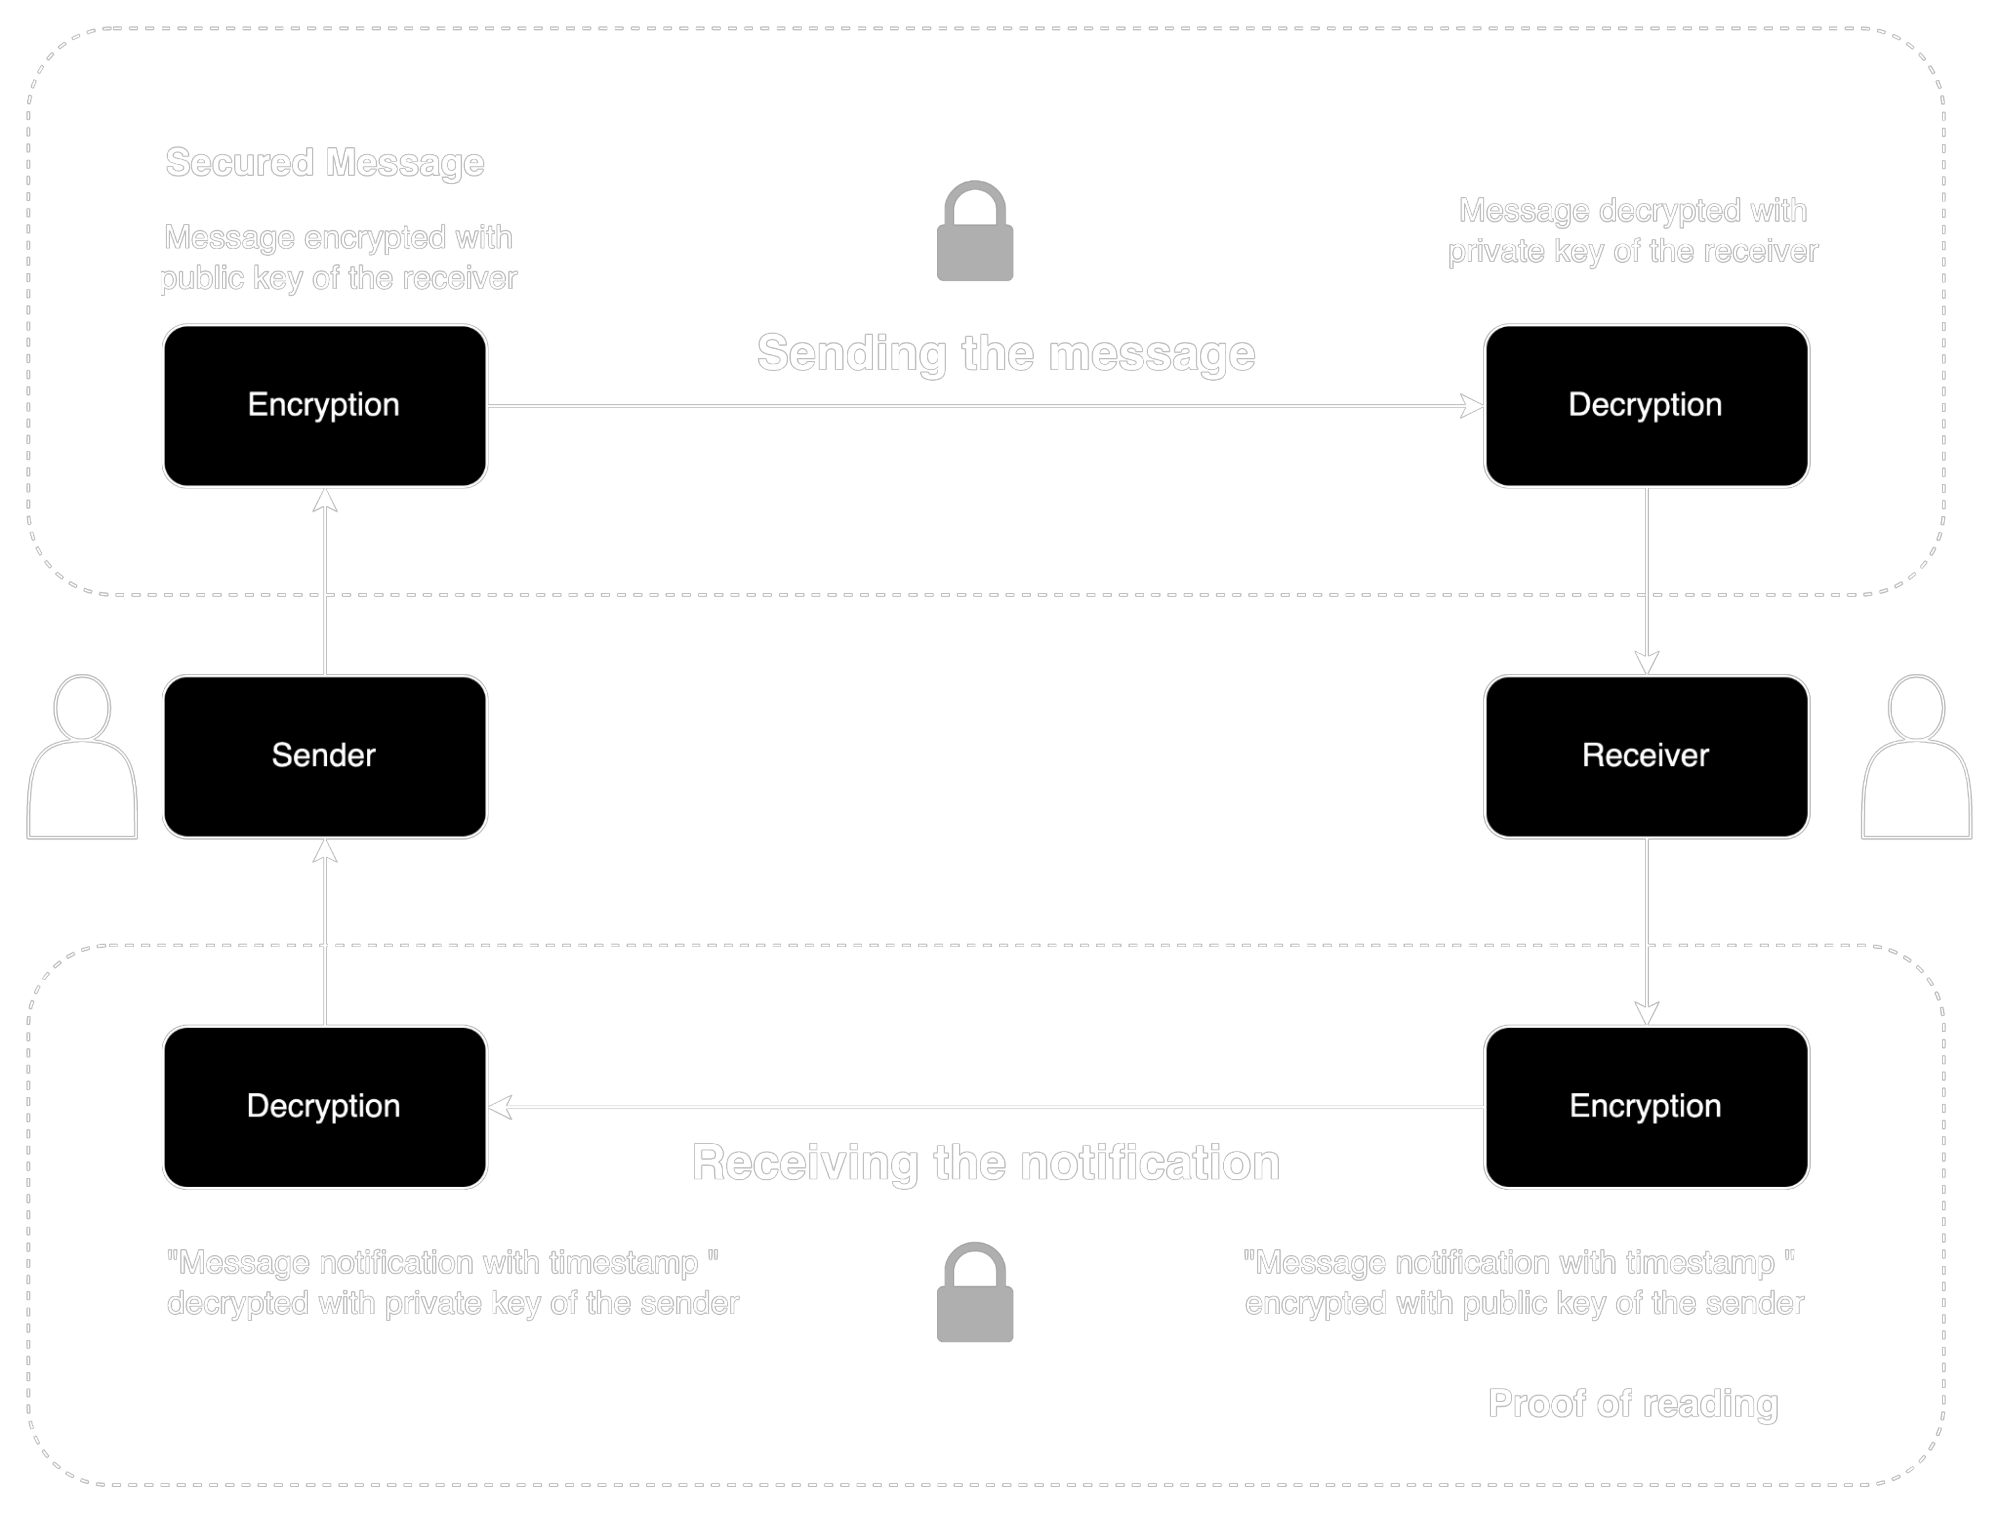 Secured Message
Message encrypted with
public key of the receiver
Message decrypted with
private key of the receiver
Sending the message
Encryption
Decryption
Sender
Receiver
Decryption
Encryption
Receiving the notification
"Message notification with timestamp "
decrypted with private key of the sender
"Message notification with timestamp "
encrypted with public key of the sender
Proof of reading